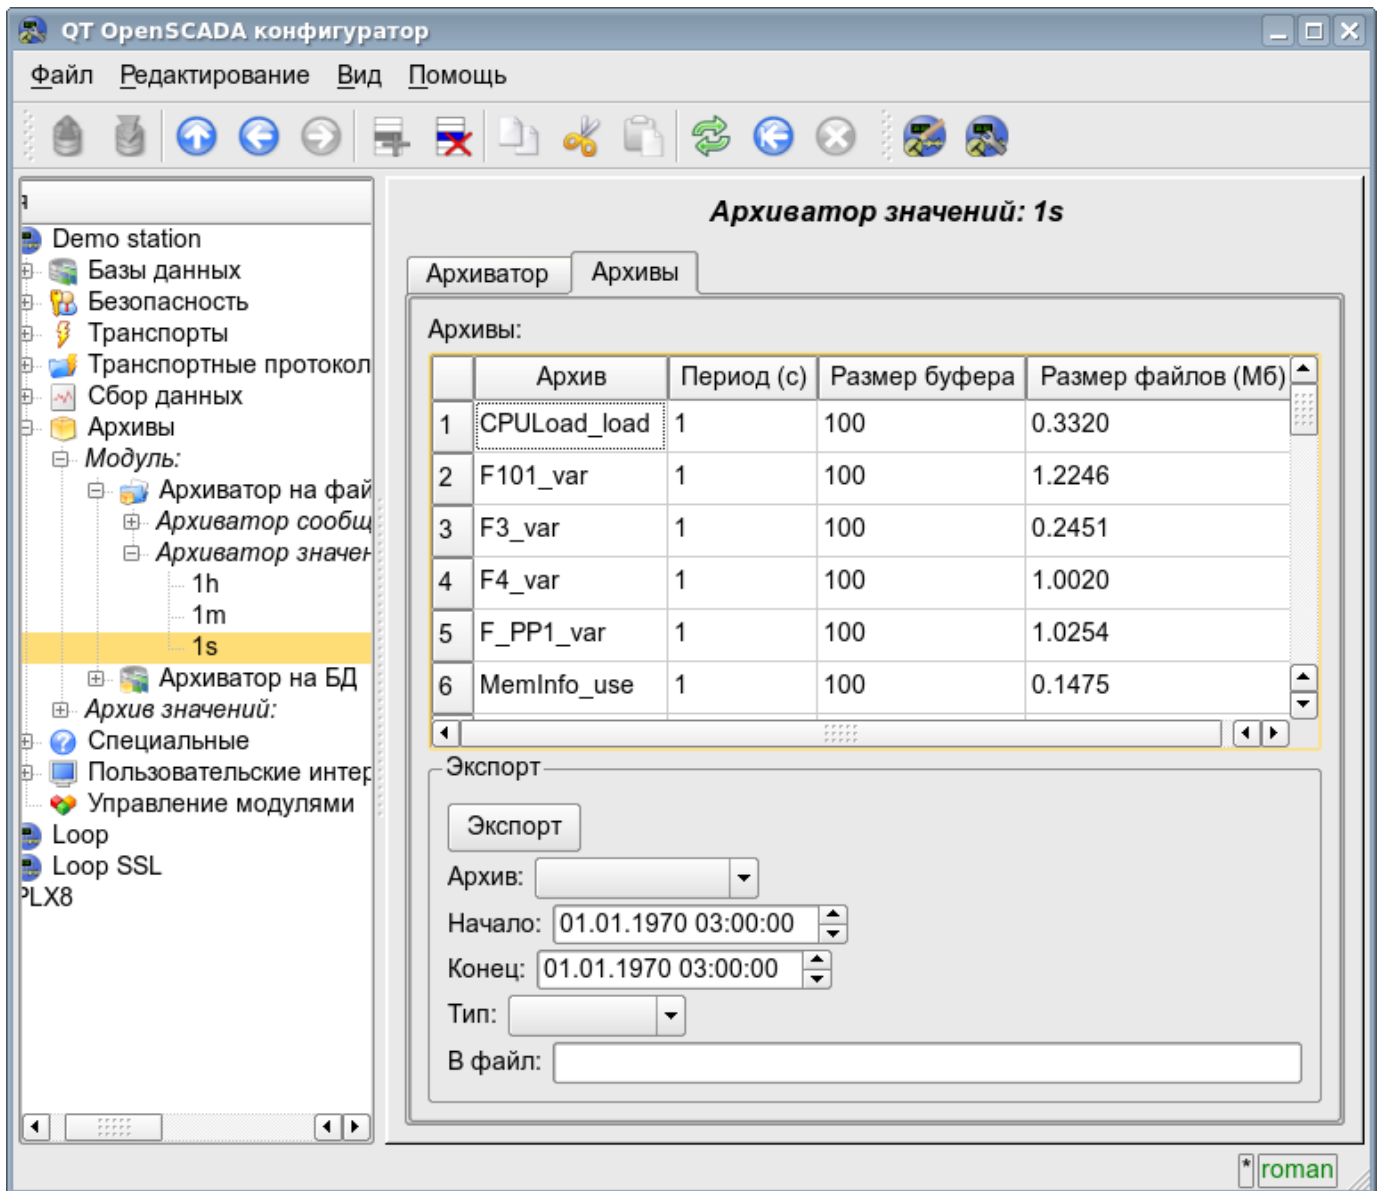 QT OpenSCADA конфигуратор
Файл Редактирование Вид Помощь
я
Demo station
Базы данных
Безопасность
Транспорты
Транспортные протокол
Сбор данных
Архивы
Модуль:
Архиватор на фай
Архиватор сообщ
Архиватор значен
1h
1m
1s
Архиватор на БД
Архив значений:
Специальные
Пользовательские интер
Управление модулями
Loop
Loop SSL
PLX8
Архиватор значений: 1s
Архиватор Архивы
Архивы:
Архив Период (с) Размер буфера Размер файлов (Мб)
1 CPULoad_load 1 100 0.3320
2 F101_var 1 100 1.2246
3 F3_var 1 100 0.2451
4 F4_var 1 100 1.0020
5 F_PP1_var 1 100 1.0254
6 MemInfo_use 1 100 0.1475
Экспорт
Экспорт
Архив:
Начало: 01.01.1970 03:00:00
Конец: 01.01.1970 03:00:00
Тип:
В файл:
* roman